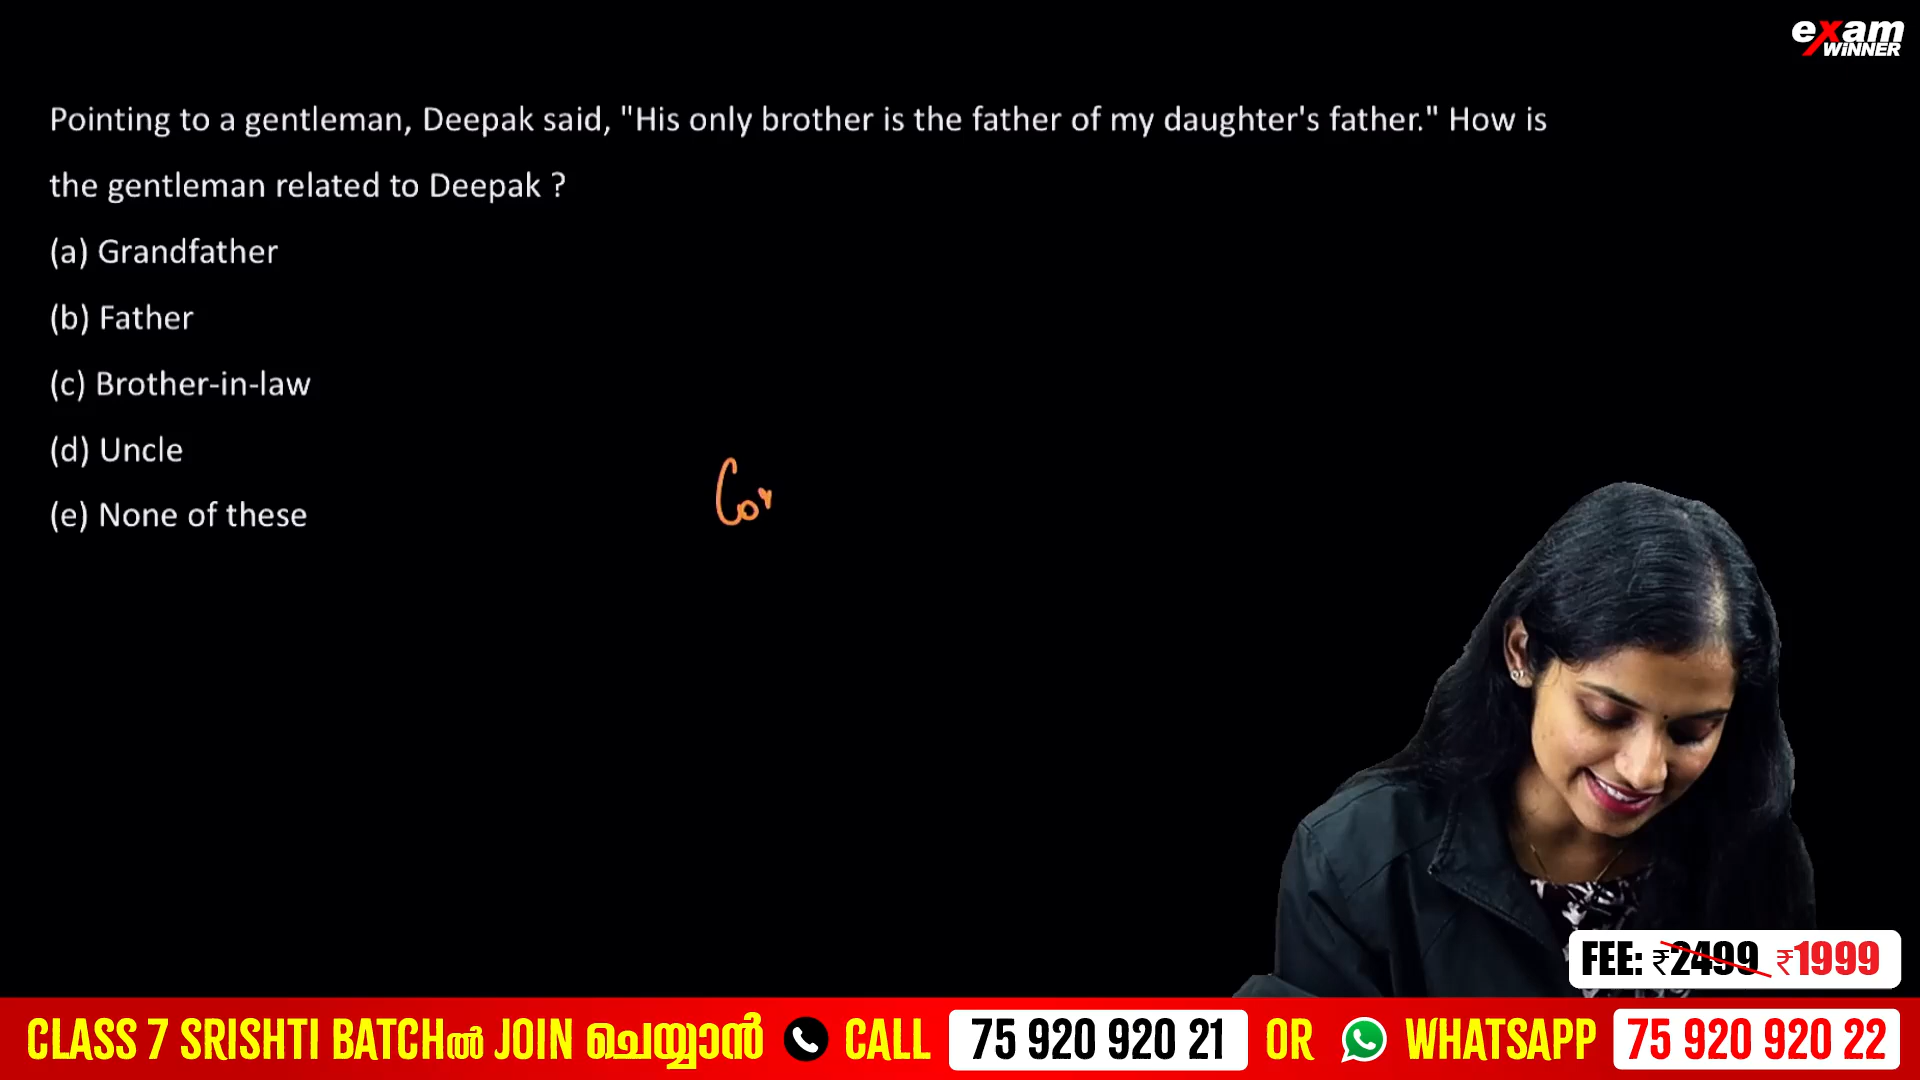 exam
WiNNER
Pointing to a gentleman, Deepak said, "His only brother is the father of my daughter's father." How is
the gentleman related to Deepak ?
(a) Grandfather
(b) Father
(c) Brother-in-law
(d) Uncle
(e) None of these
Cor
FEE: ₹2499 ₹1999
CLASS 7 SRISHTI BATCHൽ JOIN ചെയ്യാൻ CALL 75 920 920 21 OR WHATSAPP 75 920 920 22